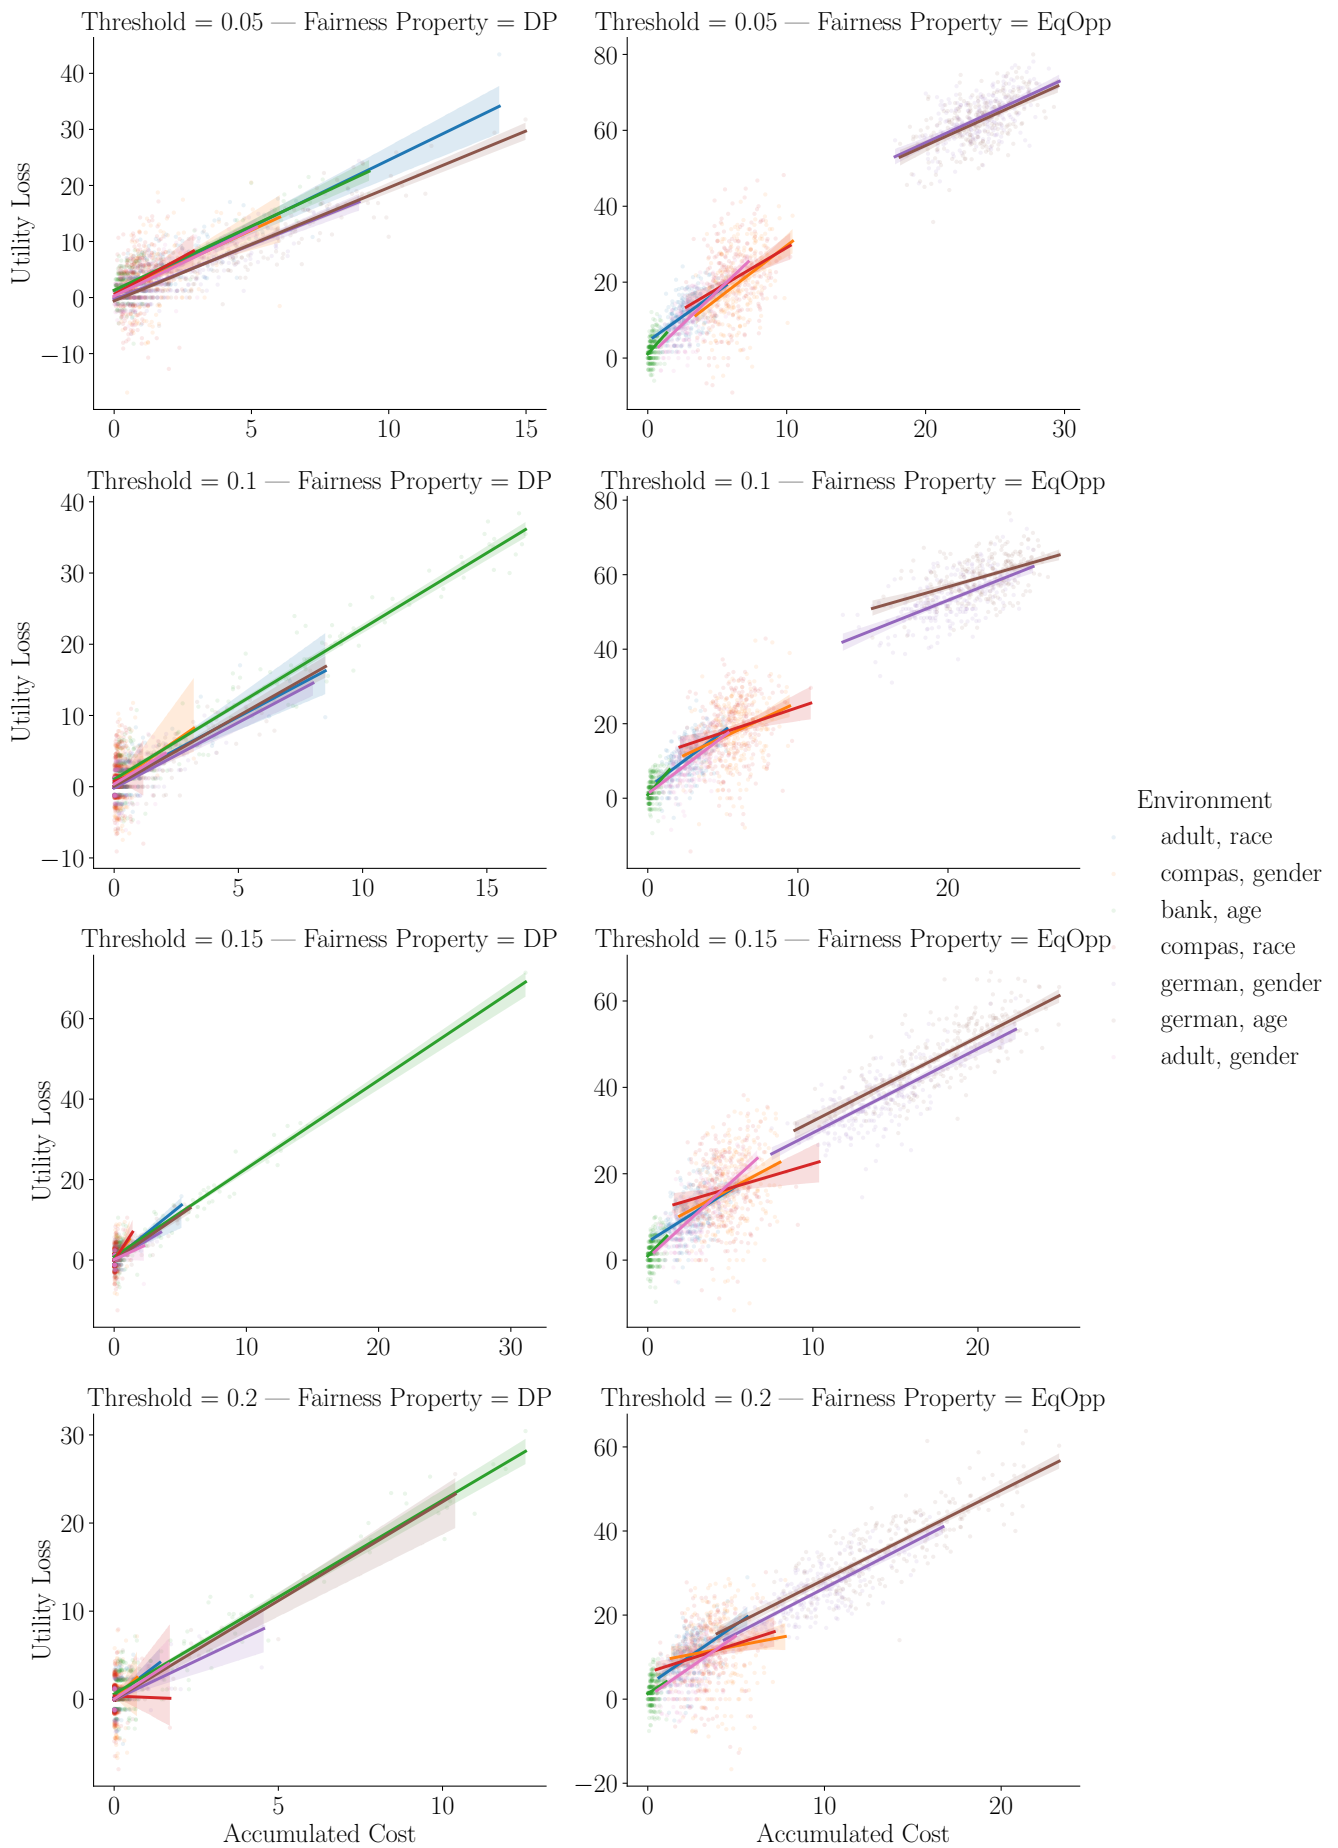 Threshold = 0.05 — Fairness Property = DP
Threshold = 0.05 — Fairness Property = EqOpp
Utility Loss
40
30
20
10
0
−10
0 5 10 15
80
60
40
20
0
0 10 20 30
Threshold = 0.1 — Fairness Property = DP
Threshold = 0.1 — Fairness Property = EqOpp
Utility Loss
40
30
20
10
0
−10
0 5 10 15
80
60
40
20
0
0 10 20
Environment
adult, race
compas, gender
bank, age
compas, race
german, gender
german, age
adult, gender
Threshold = 0.15 — Fairness Property = DP
Threshold = 0.15 — Fairness Property = EqOpp
Utility Loss
60
40
20
0
0 10 20 30
60
40
20
0
0 10 20
Threshold = 0.2 — Fairness Property = DP
Threshold = 0.2 — Fairness Property = EqOpp
Utility Loss
30
20
10
0
0 5 10
Accumulated Cost
60
40
20
0
−20
0 10 20
Accumulated Cost